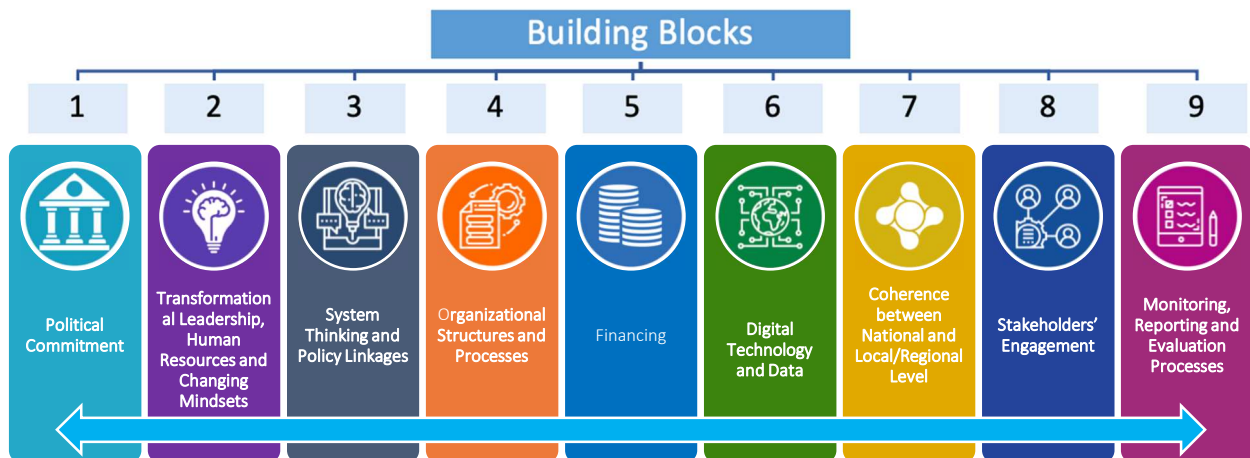 Building Blocks
1
2
3
4
5
6
7
8
9
Political
Commitment
Transformation
al Leadership,
Human
Resources and
Changing
Mindsets
System
Thinking and
Policy Linkages
Organizational
Structures and
Processes
Financing
Digital
Technology
and Data
Coherence
between
National and
Local/Regional
Level
Stakeholders’
Engagement
Monitoring,
Reporting and
Evaluation
Processes